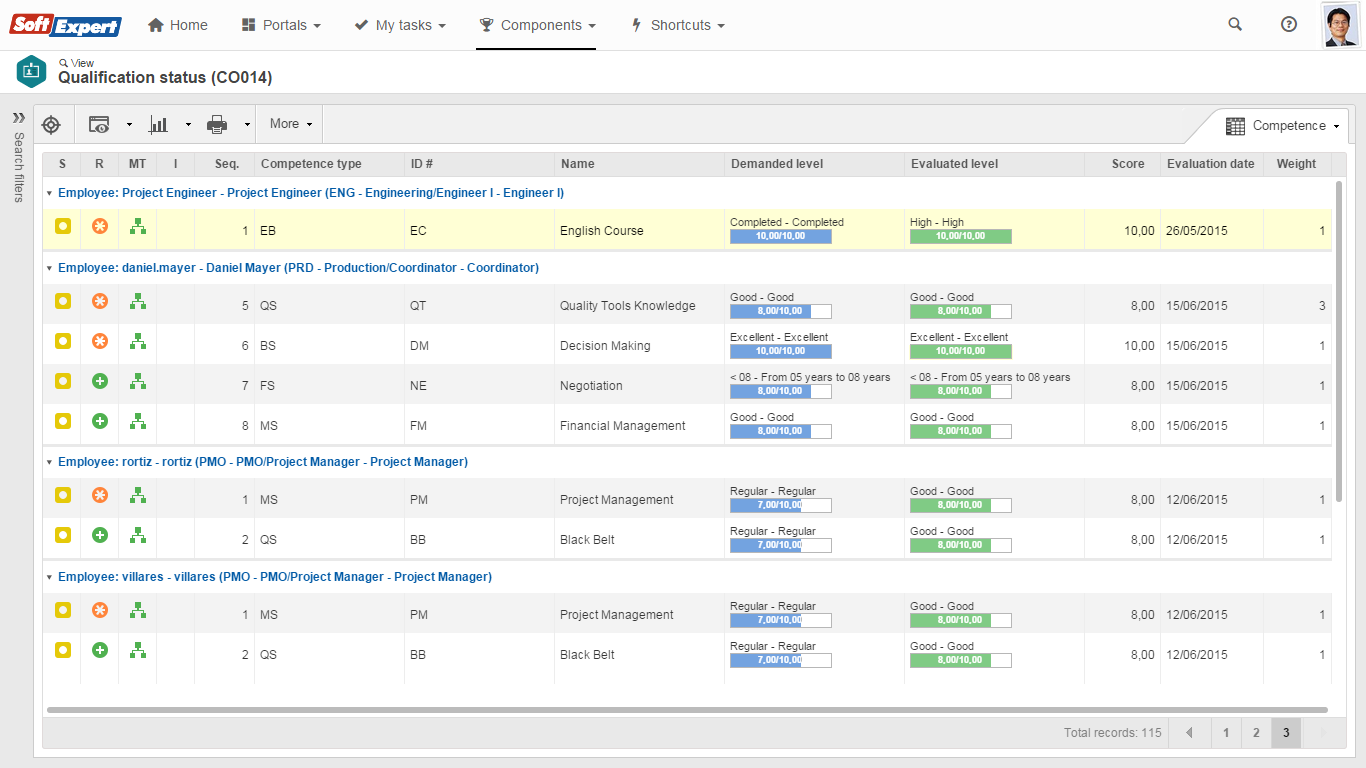 Soft Expert Home Portals My tasks Components Shortcuts
View
Qualification status (CO014)
Search filters
More
Competence
S R MT I Seq. Competence type ID # Name Demanded level Evaluated level Score Evaluation date Weight
Employee: Project Engineer - Project Engineer (ENG - Engineering/Engineer I - Engineer I)
1 EB EC English Course Completed - Completed 10,00/10,00 High - High 10,00/10,00 10,00 26/05/2015 1
Employee: daniel.mayer - Daniel Mayer (PRD - Production/Coordinator - Coordinator)
5 QS QT Quality Tools Knowledge Good - Good 8,00/10,00 Good - Good 8,00/10,00 8,00 15/06/2015 3
6 BS DM Decision Making Excellent - Excellent 10,00/10,00 Excellent - Excellent 10,00/10,00 10,00 15/06/2015 1
7 FS NE Negotiation < 08 - From 05 years to 08 years 8,00/10,00 < 08 - From 05 years to 08 years 8,00/10,00 8,00 15/06/2015 1
8 MS FM Financial Management Good - Good 8,00/10,00 Good - Good 8,00/10,00 8,00 15/06/2015 1
Employee: rortiz - rortiz (PMO - PMO/Project Manager - Project Manager)
1 MS PM Project Management Regular - Regular 7,00/10,00 Good - Good 8,00/10,00 8,00 12/06/2015 1
2 QS BB Black Belt Regular - Regular 7,00/10,00 Good - Good 8,00/10,00 8,00 12/06/2015 1
Employee: villares - villares (PMO - PMO/Project Manager - Project Manager)
1 MS PM Project Management Regular - Regular 7,00/10,00 Good - Good 8,00/10,00 8,00 12/06/2015 1
2 QS BB Black Belt Regular - Regular 7,00/10,00 Good - Good 8,00/10,00 8,00 12/06/2015 1
Total records: 115 1 2 3